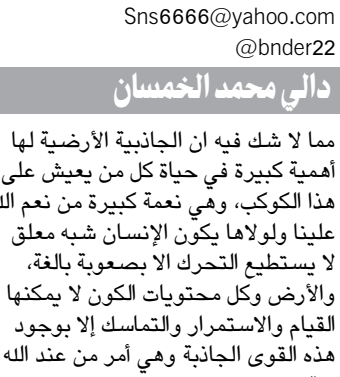 Sns6666@yahoo.com
@bnder22
دالي محمد الخمسان
مما لا شك فيه ان الجاذبية الأرضية لها
أهمية كبيرة في حياة كل من يعيش على
هذا الكوكب، وهي نعمة كبيرة من نعم
علينا ولولاها يكون الإنسان شبه معلق
لا يستطيع التحرك الا بصعوبة بالغة،
والأرض وكل محتويات الكون لا يمكنها
القيام والاستمرار والتماسك إلا بوجود
هذه القوى الجاذبة وهي أمر من عند الله